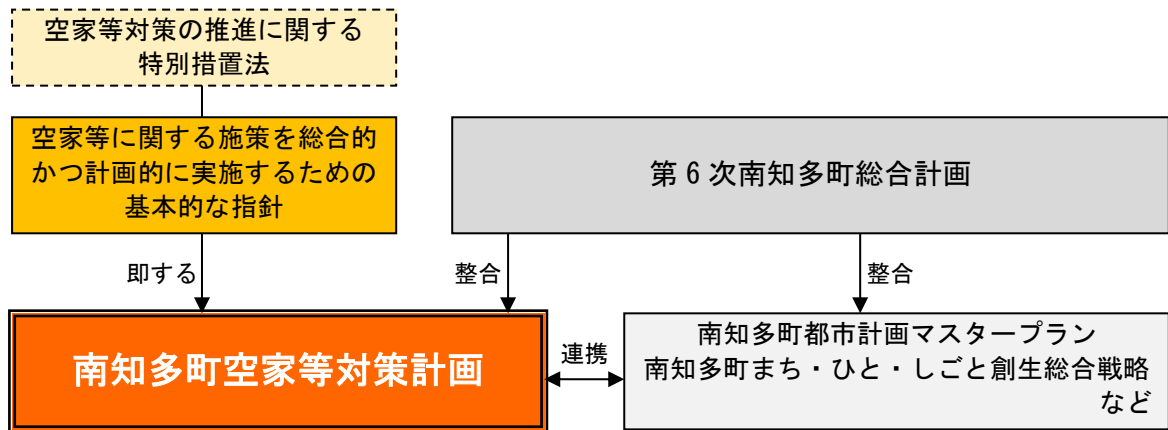 空家等対策の推進に関する
特別措置法
空家等に関する施策を総合的
かつ計画的に実施するための
基本的な指針
第6次南知多町総合計画
即する
整合
整合
南知多町空家等対策計画
連携
南知多町都市計画マスタープラン
南知多町まち・ひと・しごと創生総合戦略
など